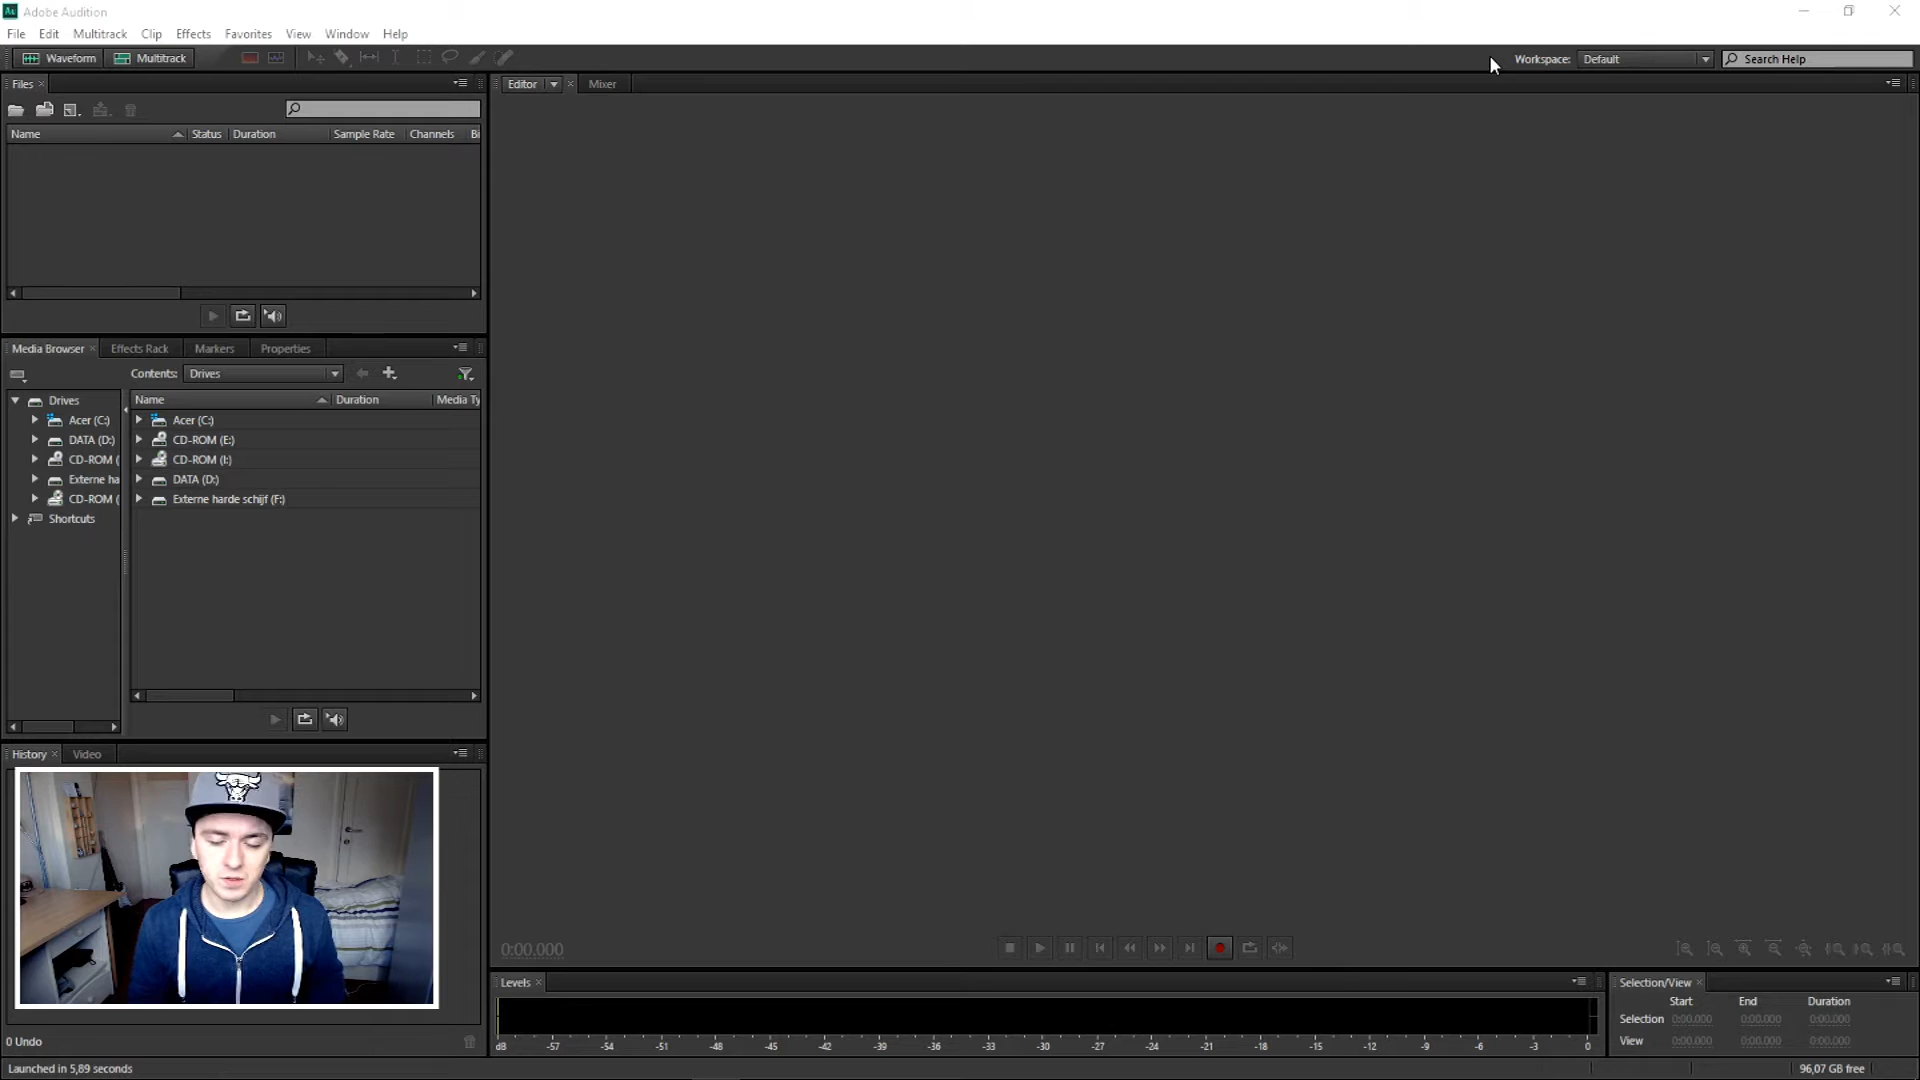 Adobe Audition
File Edit Multitrack Clip Effects Favorites View Window Help
Waveform Multitrack Workspace: Default Search Help
Files Editor Mixer
Name Status Duration Sample Rate Channels Bi
Media Browser Effects Rack Markers Properties
Contents: Drives
Drives Name Duration Media Ty
Acer (C:) Acer (C:)
DATA (D:) CD-ROM (E:)
CD-ROM ( CD-ROM (I:)
Externe ha DATA (D:)
CD-ROM ( Externe harde schijf (F:)
Shortcuts
History Video
0:00.000
Levels Selection/View
Start End Duration
Selection 0:00.000 0:00.000 0:00.000
View 0:00.000 0:00.000 0:00.000
dB -57 -54 -51 -48 -45 -42 -39 -36 -33 -30 -27 -24 -21 -18 -15 -12 -9 -6 -3 0
0 Undo
Launched in 5,89 seconds 96,07 GB free